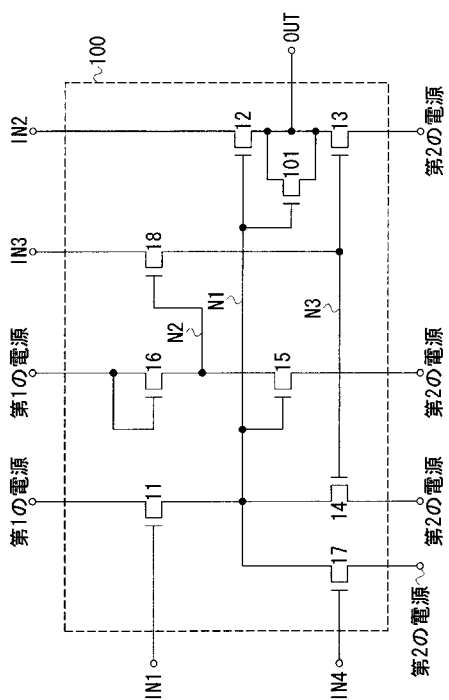 100
第1の電源
第1の電源
IN3
IN2
IN1
11
16
18
N2
N1
12
101
OUT
15
N3
17
14
13
IN4
第2の電源
第2の電源
第2の電源
第2の電源